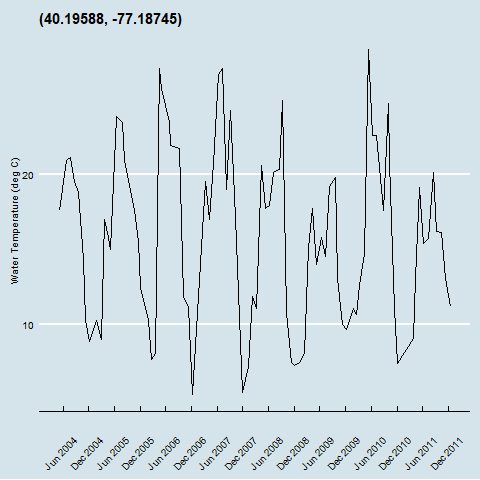 (40.19588, -77.18745)
Water Temperature (deg C)
20
10
Jun 2004
Dec 2004
Jun 2005
Dec 2005
Jun 2006
Dec 2006
Jun 2007
Dec 2007
Jun 2008
Dec 2008
Jun 2009
Dec 2009
Jun 2010
Dec 2010
Jun 2011
Dec 2011